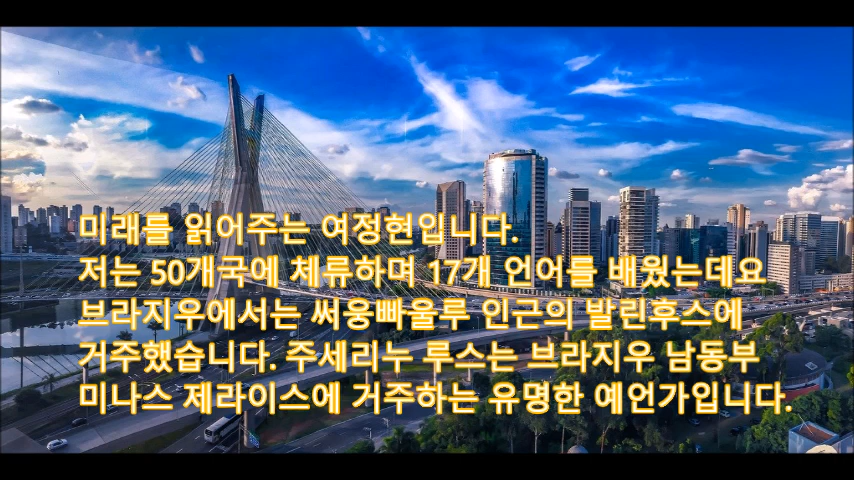 미래를 읽어주는 여정현입니다.
저는 50개국에 체류하며 17개 언어를 배웠는데요
브라지우에서는 써웅빠울루 인근의 발린후스에
거주했습니다. 주세리누 루스는 브라지우 남동부
미나스 제라이스에 거주하는 유명한 예언가입니다.